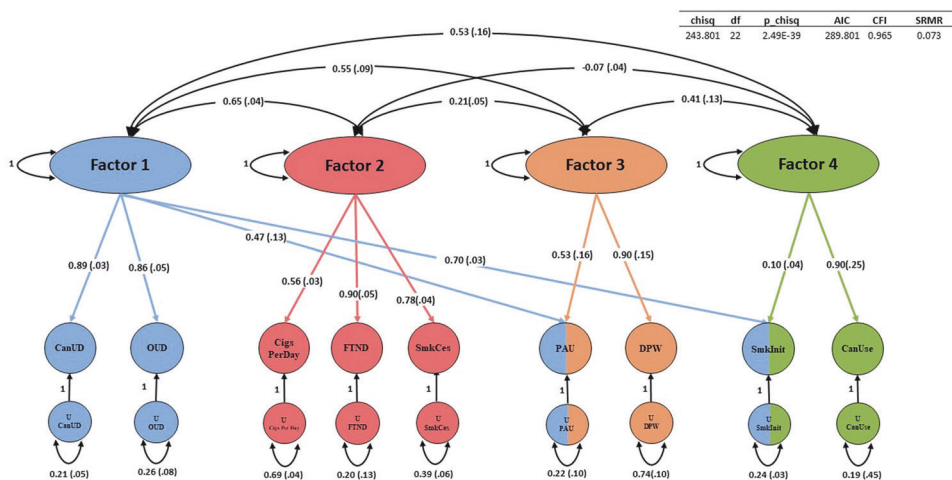 chisq df p_chisq AIC CFI SRMR
243.801 22 2.49E-39 289.801 0.965 0.073
0.53 (.16)
0.55 (.09)
-0.07 (.04)
0.65 (.04)
0.21(.05)
0.41 (.13)
1
Factor 1
1
Factor 2
1
Factor 3
1
Factor 4
0.47 (.13)
0.70 (.03)
0.89 (.03)
0.86 (.05)
0.56 (.03)
0.90(.05)
0.78(.04)
0.53 (.16)
0.90 (.15)
0.10 (.04)
0.90(.25)
CanUD
OUD
Cigs
PerDay
FTND
SmkCes
PAU
DPW
SmkInit
CanUse
1
1
1
1
1
1
1
1
1
U
CanUD
U
OUD
U
Cigs Per Day
U
FTND
U
SmkCes
U
PAU
U
DPW
U
SmkInit
U
CanUse
0.21 (.05)
0.26 (.08)
0.69 (.04)
0.20 (.13)
0.39 (.06)
0.22 (.10)
0.74(.10)
0.24 (.03)
0.19 (.45)